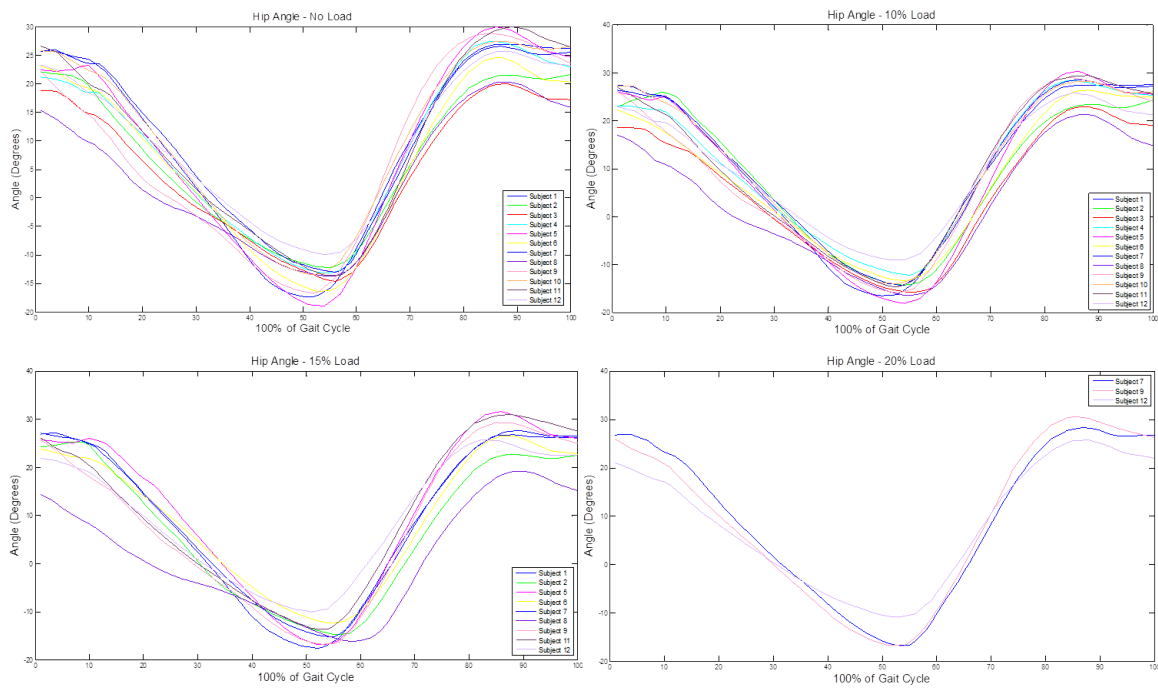 Hip Angle - No Load
Angle (Degrees)
30
25
20
15
10
5
0
-5
-10
-15
-20
Subject 1
Subject 2
Subject 3
Subject 4
Subject 5
Subject 6
Subject 7
Subject 8
Subject 9
Subject 10
Subject 11
Subject 12
0 10 20 30 40 50 60 70 80 90 100
100% of Gait Cycle
Hip Angle - 10% Load
Angle (Degrees)
40
30
20
10
0
-10
-20
Subject 1
Subject 2
Subject 3
Subject 4
Subject 5
Subject 6
Subject 7
Subject 8
Subject 9
Subject 10
Subject 11
Subject 12
0 10 20 30 40 50 60 70 80 90 100
100% of Gait Cycle
Hip Angle - 15% Load
Angle (Degrees)
40
30
20
10
0
-10
-20
Subject 1
Subject 2
Subject 5
Subject 6
Subject 7
Subject 8
Subject 9
Subject 11
Subject 12
0 10 20 30 40 50 60 70 80 90 100
100% of Gait Cycle
Hip Angle - 20% Load
Angle (Degrees)
40
30
20
10
0
-10
-20
Subject 7
Subject 9
Subject 12
0 10 20 30 40 50 60 70 80 90 100
100% of Gait Cycle